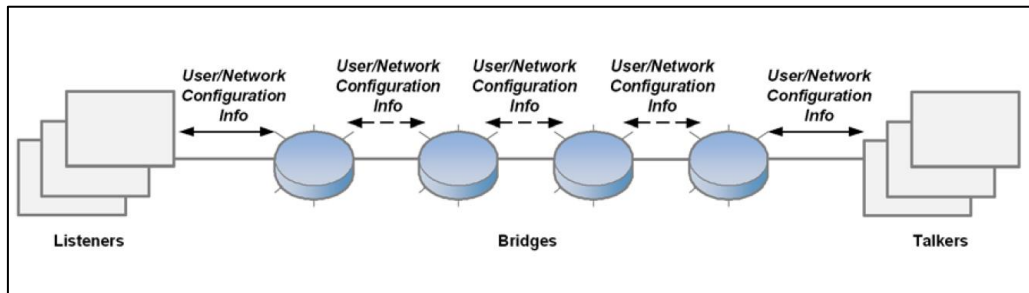 User/Network
Configuration
Info
User/Network
Configuration
Info
User/Network
Configuration
Info
User/Network
Configuration
Info
User/Network
Configuration
Info
Listeners
Bridges
Talkers